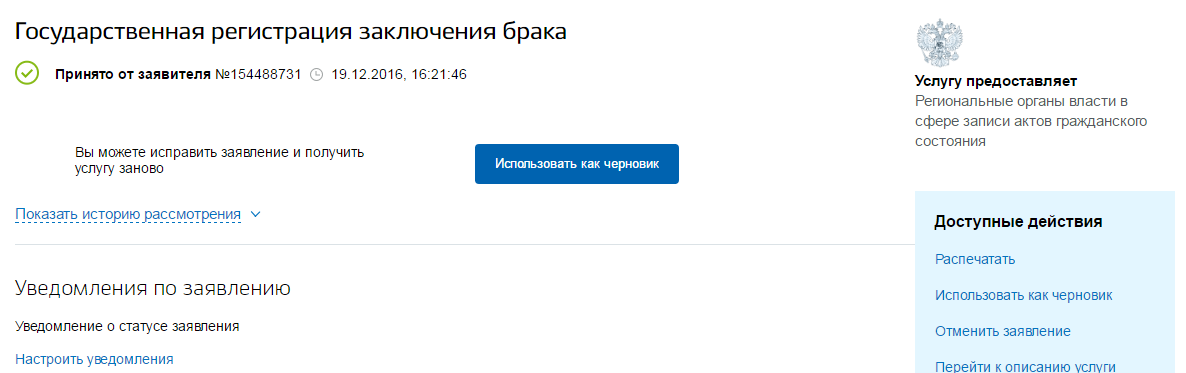 Государственная регистрация заключения брака
Принято от заявителя №154488731 19.12.2016, 16:21:46
Вы можете исправить заявление и получить
услугу заново
Использовать как черновик
Показать историю рассмотрения
Уведомления по заявлению
Уведомление о статусе заявления
Настроить уведомления
Услугу предоставляет
Региональные органы власти в
сфере записи актов гражданского
состояния
Доступные действия
Распечатать
Использовать как черновик
Отменить заявление
Перейти к описанию услуги